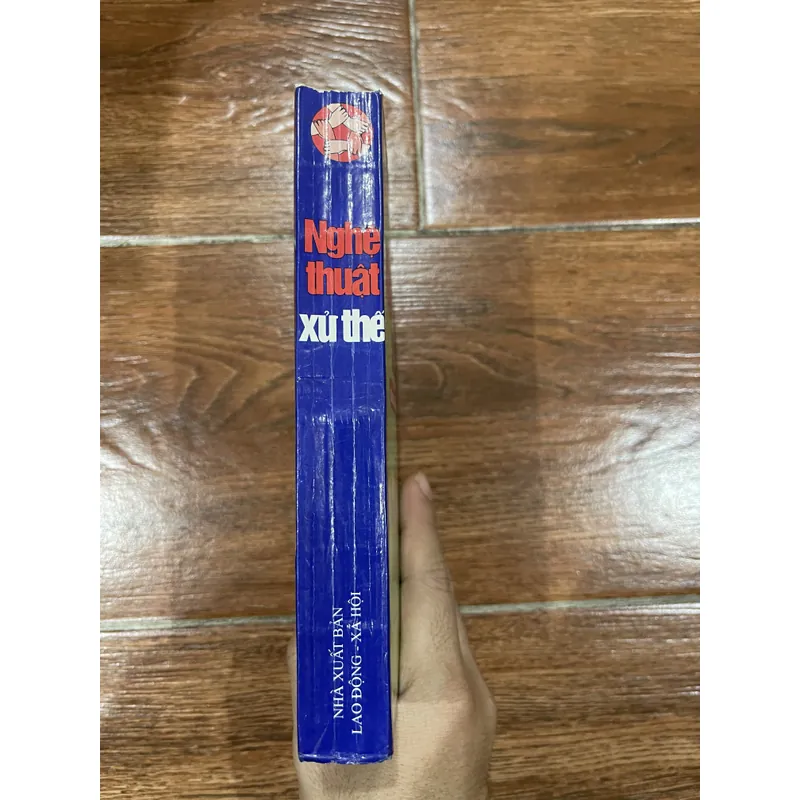 Nghệ
thuật
xử thế
NHÀ XUẤT BẢN
LAO ĐỘNG - XÃ HỘI